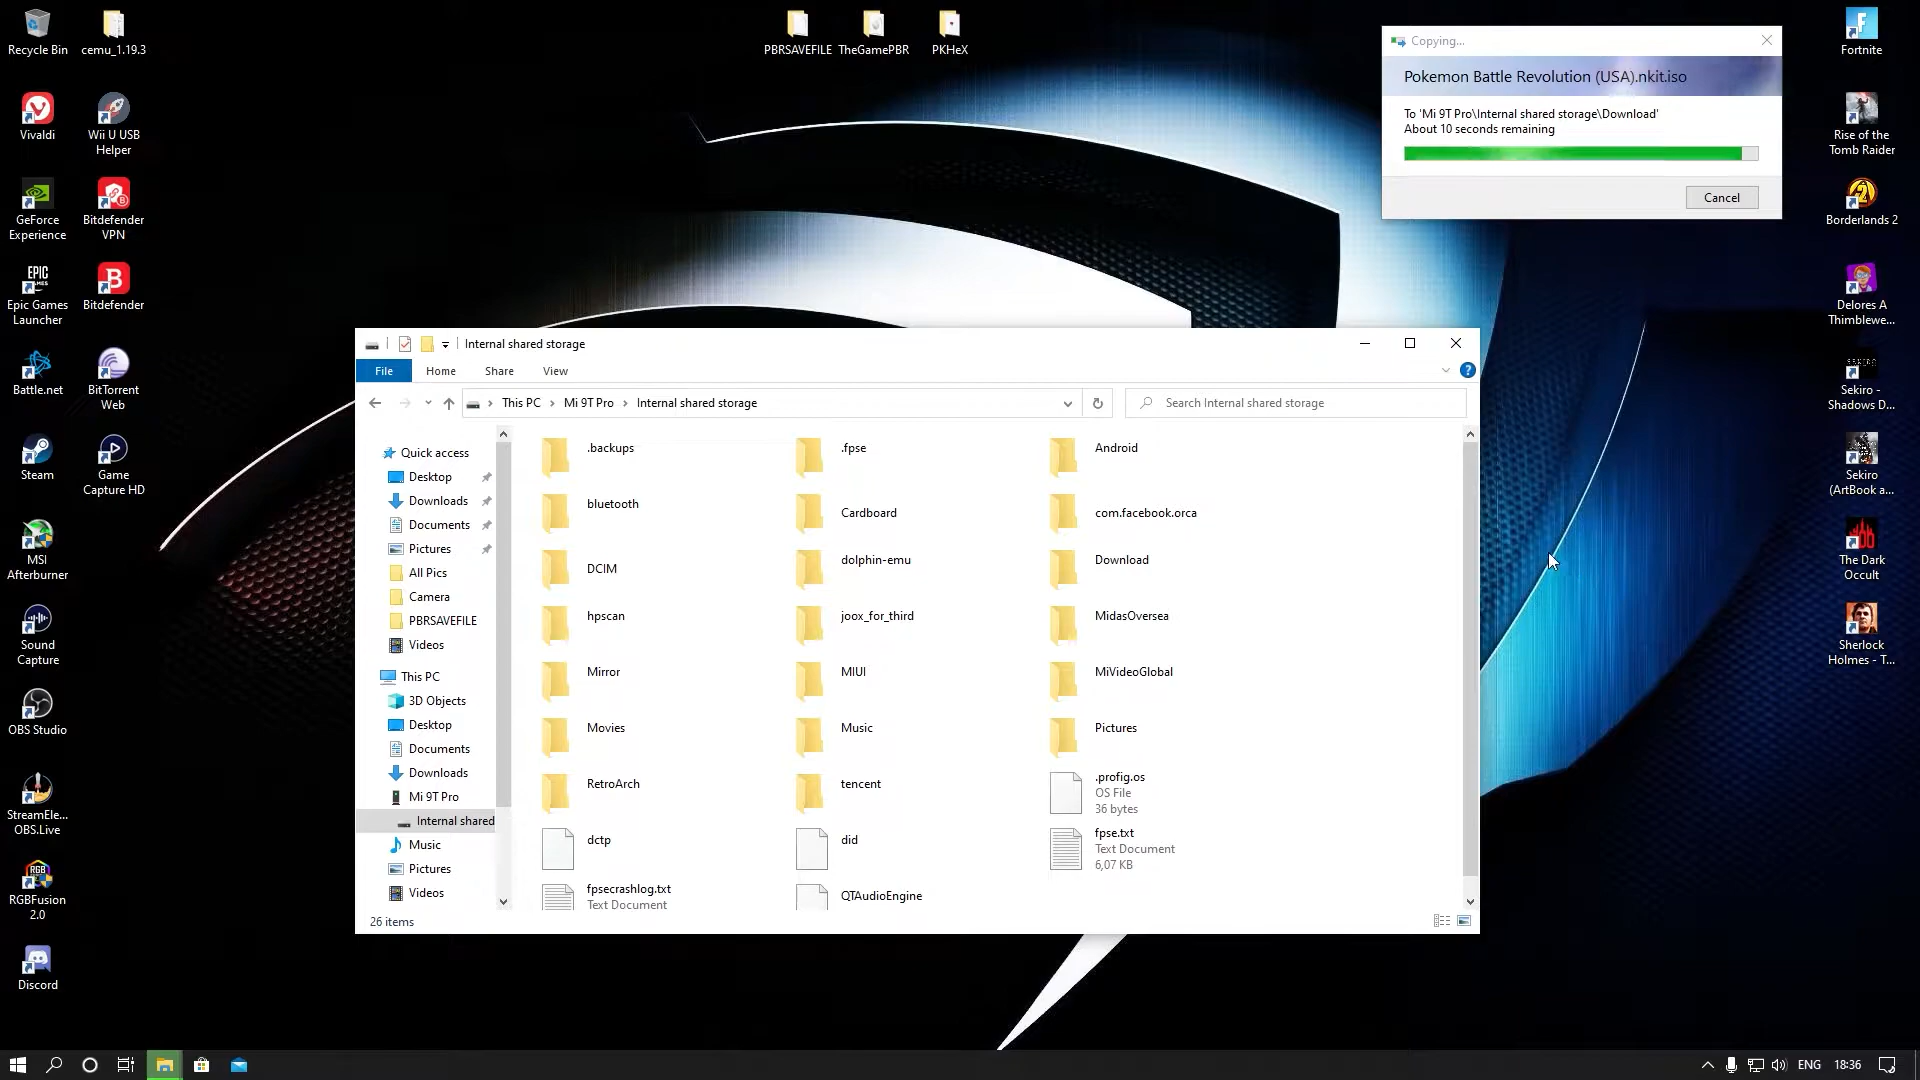 Recycle Bin
cemu_1.19.3
PBRSAVEFILE
TheGamePBR
PKHeX
Fortnite
Copying...
Pokemon Battle Revolution (USA).nkit.iso
To 'Mi 9T Pro\Internal shared storage\Download'
About 10 seconds remaining
Cancel
Vivaldi
Wii U USB
Helper
Rise of the
Tomb Raider
GeForce
Experience
Bitdefender
VPN
Borderlands 2
EPIC
GAMES
Epic Games
Launcher
Bitdefender
Delores A
Thimblewe...
Battle.net
BitTorrent
Web
SEKIRO
Sekiro -
Shadows D...
Steam
Game
Capture HD
Sekiro
(ArtBook a...
MSI
Afterburner
The Dark
Occult
Sound
Capture
Sherlock
Holmes - T...
OBS Studio
StreamEle...
OBS.Live
RGB
RGBFusion
2.0
Discord
Internal shared storage
File
Home
Share
View
This PC
Mi 9T Pro
Internal shared storage
Search Internal shared storage
Quick access
Desktop
Downloads
Documents
Pictures
All Pics
Camera
PBRSAVEFILE
Videos
This PC
3D Objects
Desktop
Documents
Downloads
Mi 9T Pro
Internal shared
Music
Pictures
Videos
.backups
.fpse
Android
bluetooth
Cardboard
com.facebook.orca
DCIM
dolphin-emu
Download
hpscan
joox_for_third
MidasOversea
Mirror
MIUI
MiVideoGlobal
Movies
Music
Pictures
RetroArch
tencent
.profig.os
OS File
36 bytes
dctp
did
fpse.txt
Text Document
6,07 KB
fpsecrashlog.txt
Text Document
QTAudioEngine
26 items
ENG
18:36